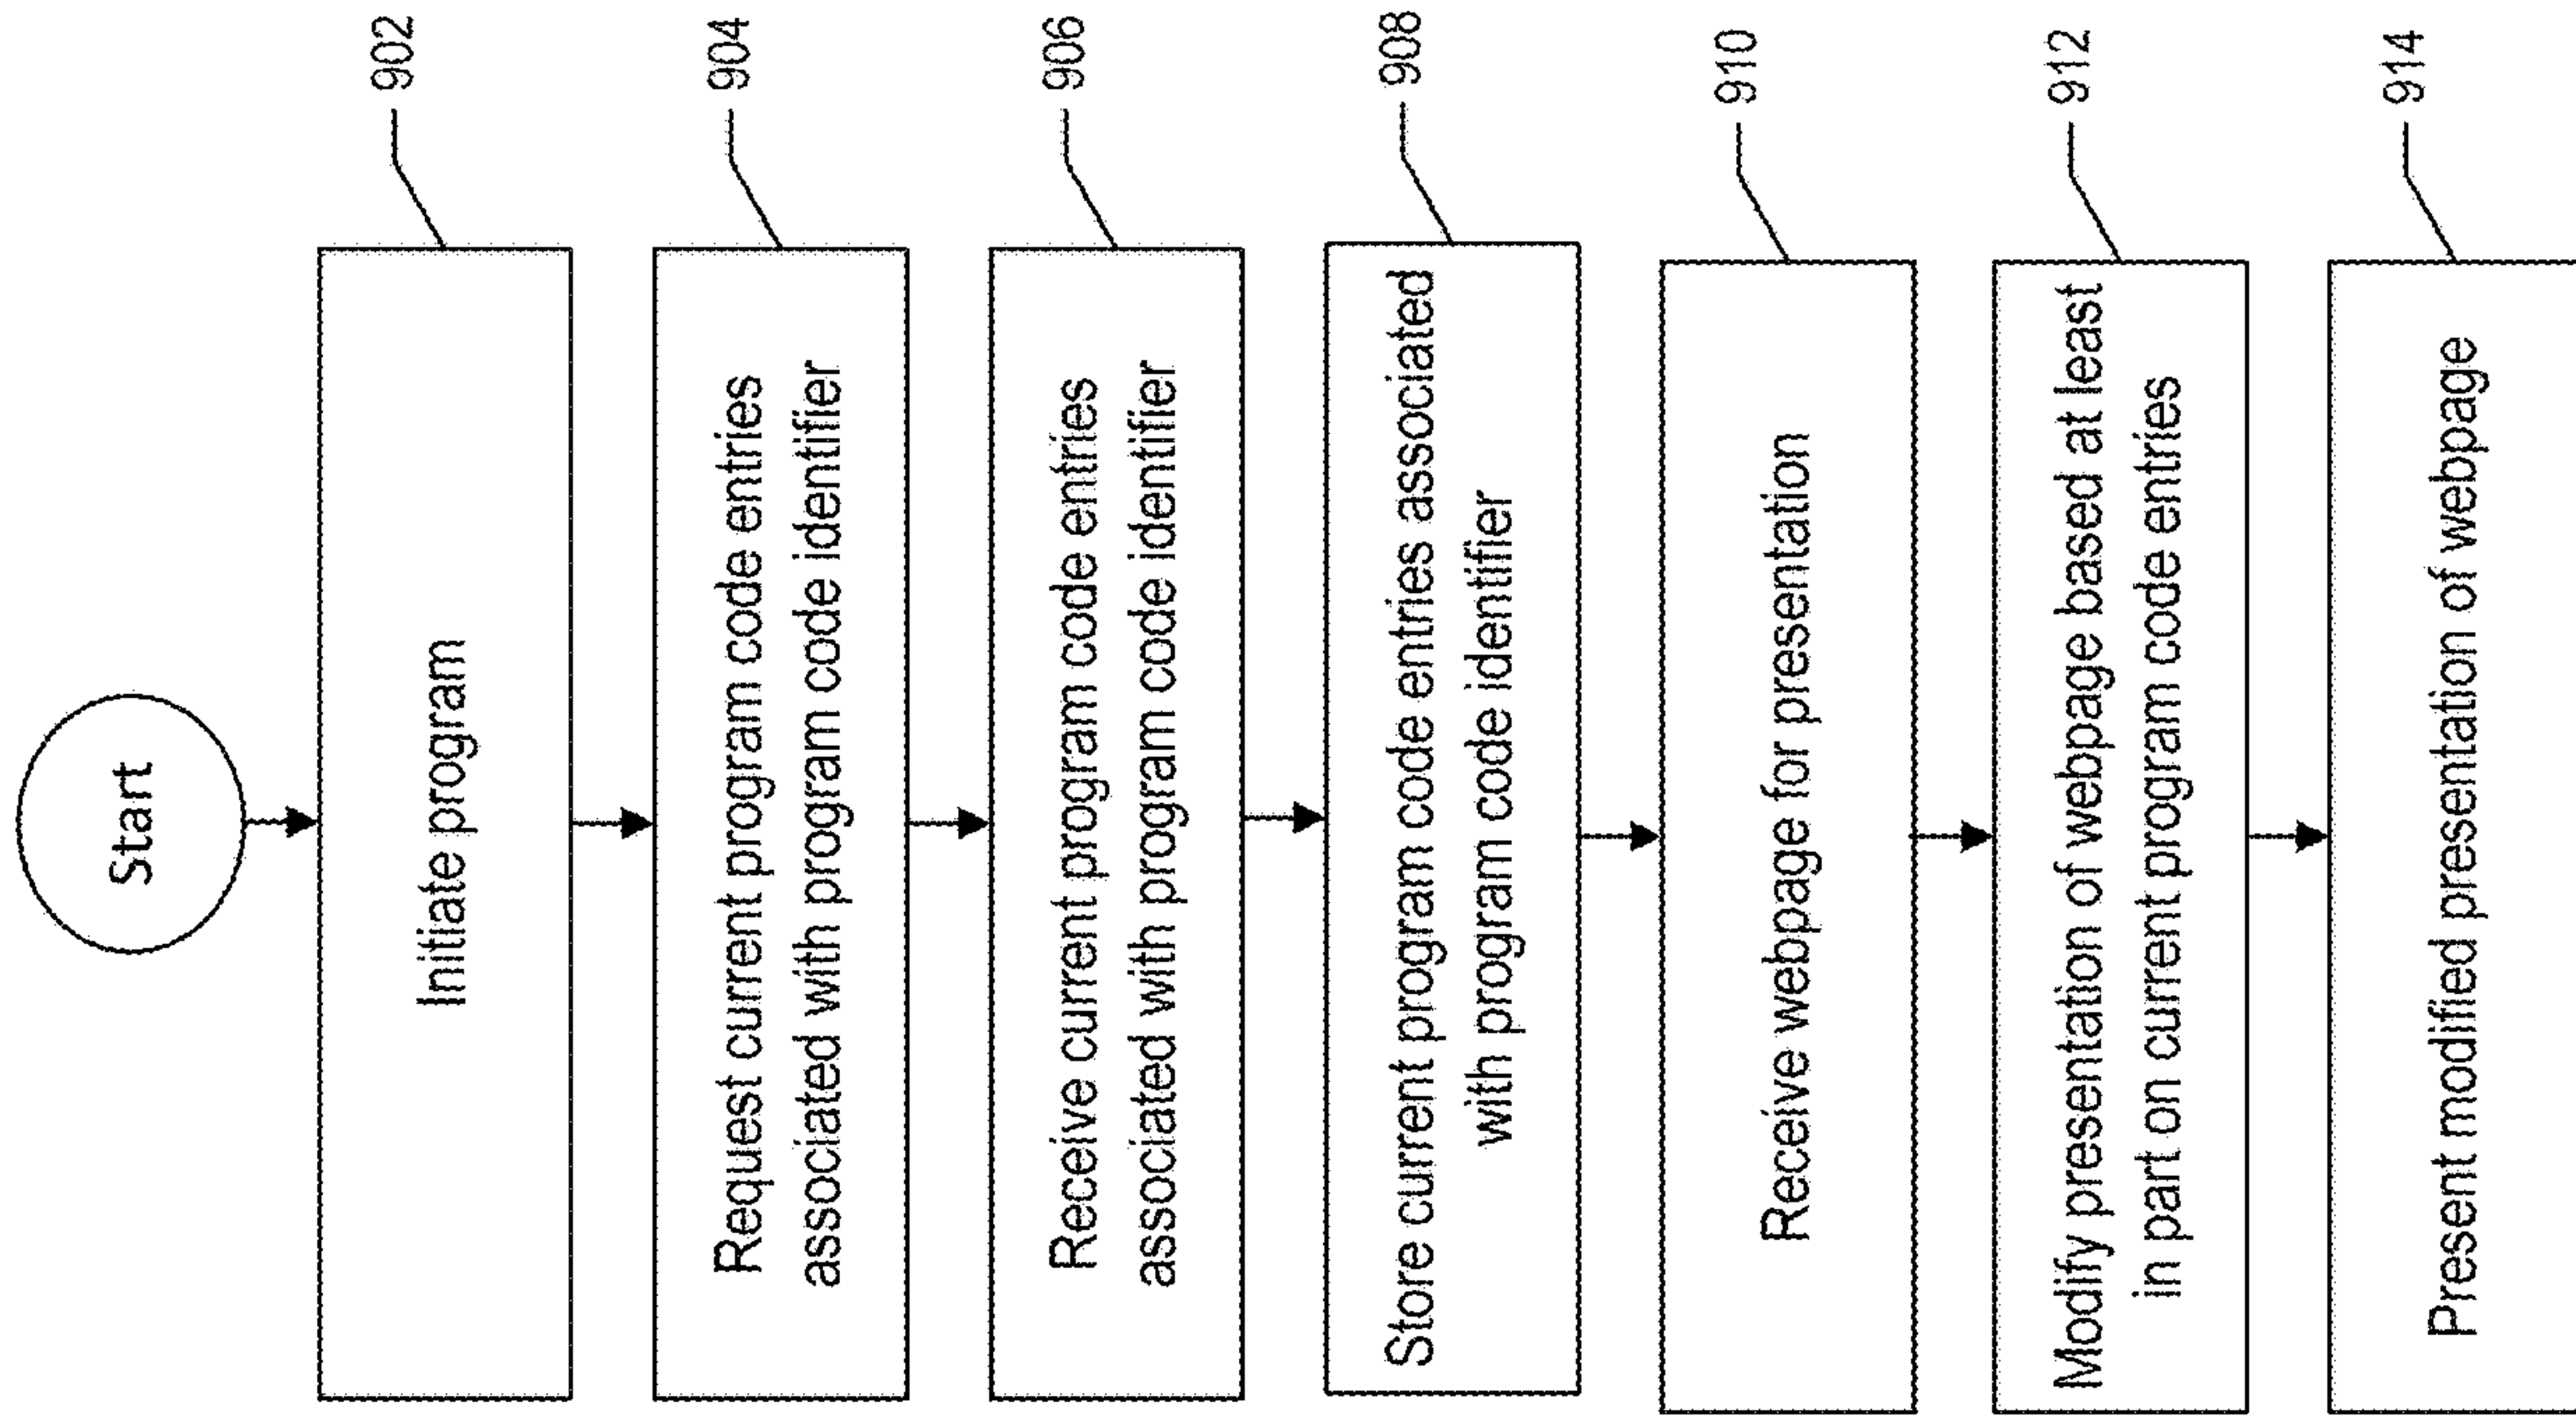 Start
Initiate program
902
Request current program code entries
associated with program code identifier
904
Receive current program code entries
associated with program code identifier
906
Store current program code entries associated
with program code identifier
908
Receive webpage for presentation
910
Modify presentation of webpage based at least
in part on current program code entries
912
Present modified presentation of webpage
914